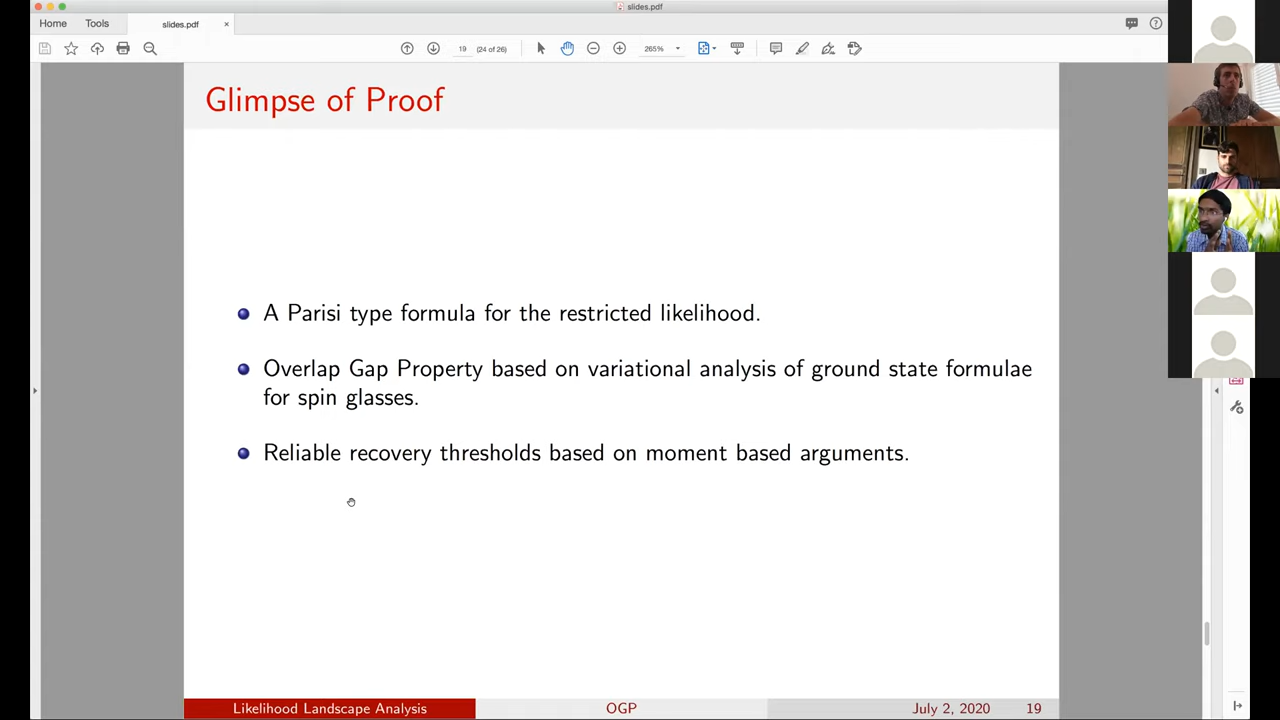 slides.pdf
Home Tools slides.pdf ×
19 (24 of 26) 265%
Glimpse of Proof
A Parisi type formula for the restricted likelihood.
Overlap Gap Property based on variational analysis of ground state formulae
for spin glasses.
Reliable recovery thresholds based on moment based arguments.
Likelihood Landscape Analysis OGP July 2, 2020 19